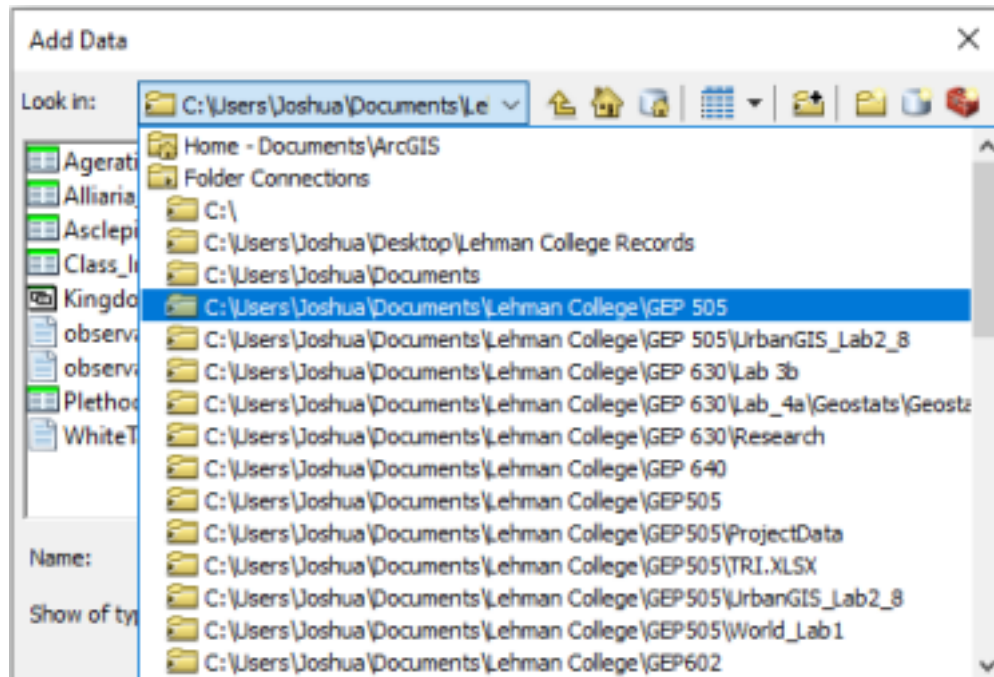 Add Data
Look in:
C:\Users\Joshua\Documents\Le
Home - Documents\ArcGIS
Folder Connections
C:\
C:\Users\Joshua\Desktop\Lehman College Records
C:\Users\Joshua\Documents
C:\Users\Joshua\Documents\Lehman College\GEP 505
C:\Users\Joshua\Documents\Lehman College\GEP 505\UrbanGIS_Lab2_8
C:\Users\Joshua\Documents\Lehman College\GEP 630\Lab 3b
C:\Users\Joshua\Documents\Lehman College\GEP 630\Lab_4a\Geostats\Geosta
C:\Users\Joshua\Documents\Lehman College\GEP 630\Research
C:\Users\Joshua\Documents\Lehman College\GEP 640
C:\Users\Joshua\Documents\Lehman College\GEP505
C:\Users\Joshua\Documents\Lehman College\GEP505\ProjectData
C:\Users\Joshua\Documents\Lehman College\GEP505\TRI.XLSX
C:\Users\Joshua\Documents\Lehman College\GEP505\UrbanGIS_Lab2_8
C:\Users\Joshua\Documents\Lehman College\GEP505\World_Lab1
C:\Users\Joshua\Documents\Lehman College\GEP602
Agerati
Alliaria_
Asclepi
Class_I
Kingdo
observa
observa
Plethod
WhiteT
Name:
Show of typ